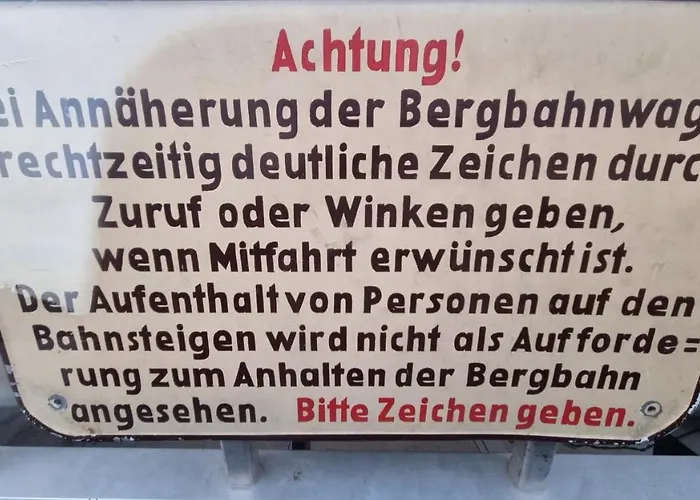 Achtung!
ei Annäherung der Bergbahnwag
rechtzeitig deutliche Zeichen durc
Zuruf oder Winken geben,
wenn Mitfahrt erwünscht ist.
Der Aufenthalt von Personen auf den
Bahnsteigen wird nicht als Aufforde=
rung zum Anhalten der Bergbahn
angesehen. Bitte Zeichen geben.